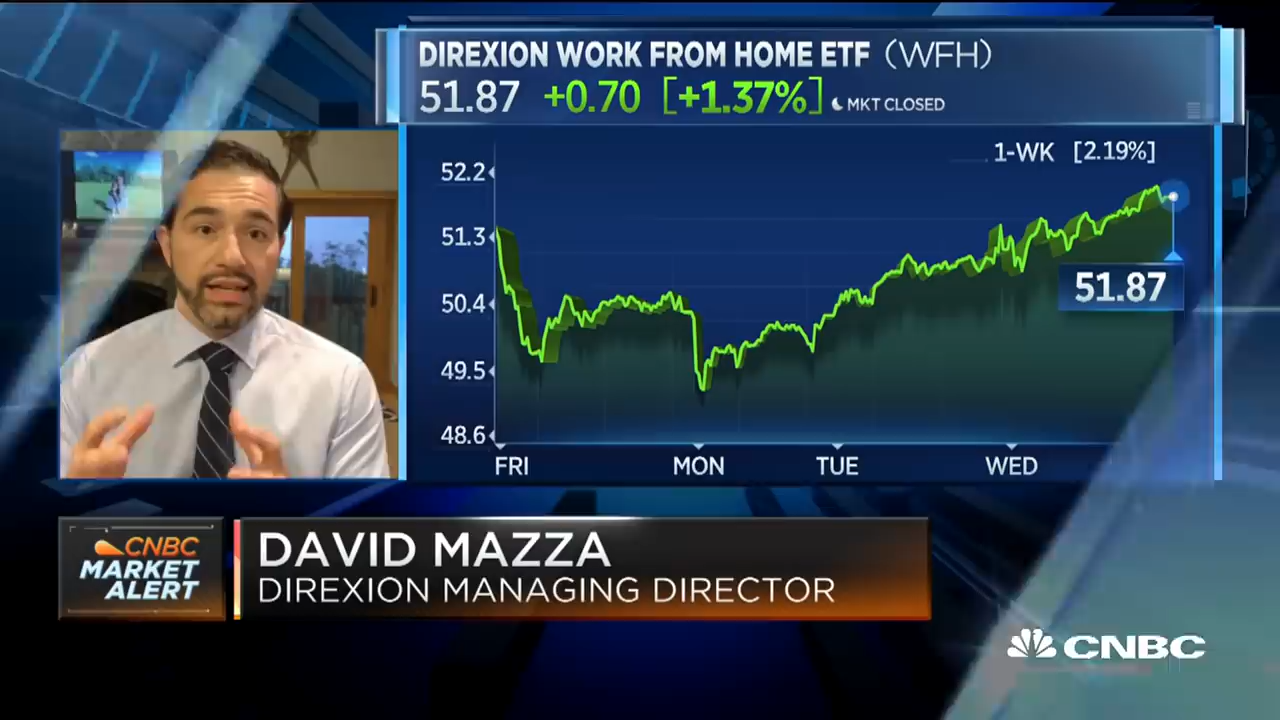 DIREXION WORK FROM HOME ETF (WFH)
51.87 +0.70 [+1.37%] MKT CLOSED
1-WK [2.19%]
52.2
51.3
50.4
49.5
48.6
51.87
FRI MON TUE WED
CNBC
MARKET
ALERT
DAVID MAZZA
DIREXION MANAGING DIRECTOR
CNBC